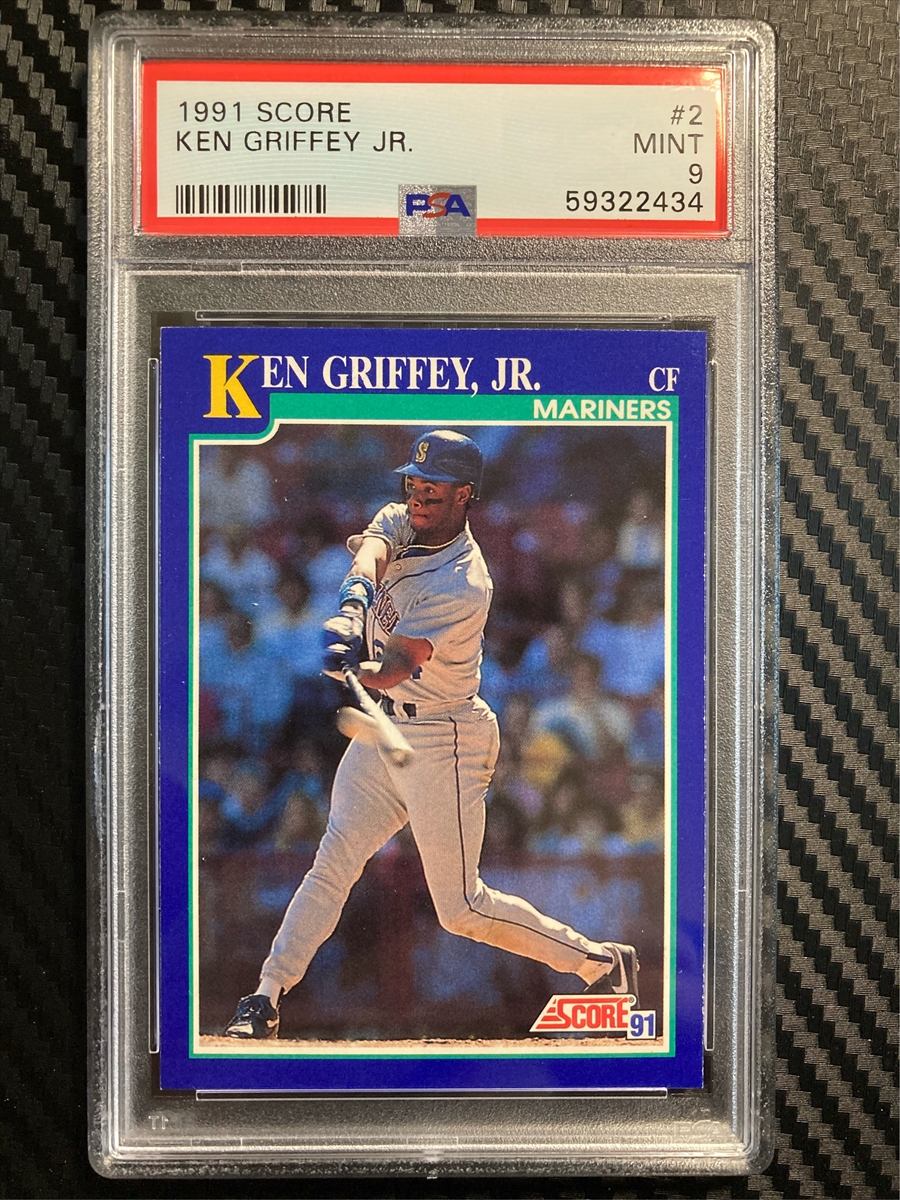 1991 SCORE #2
KEN GRIFFEY JR. MINT
9
PSA 59322434
KEN GRIFFEY, JR. CF
MARINERS
S
SCORE®
91